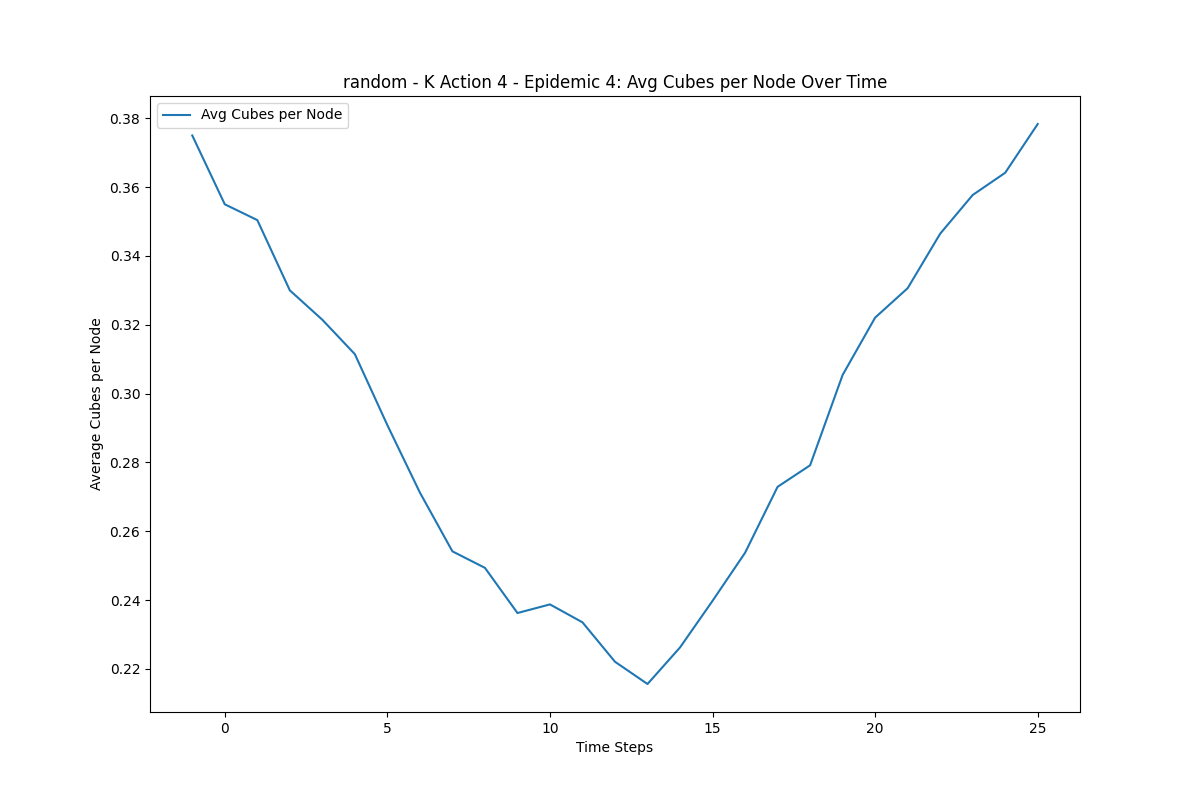 random - K Action 4 - Epidemic 4: Avg Cubes per Node Over Time
Avg Cubes per Node
0.38
0.36
0.34
0.32
0.30
0.28
0.26
0.24
0.22
Average Cubes per Node
0 5 10 15 20 25
Time Steps